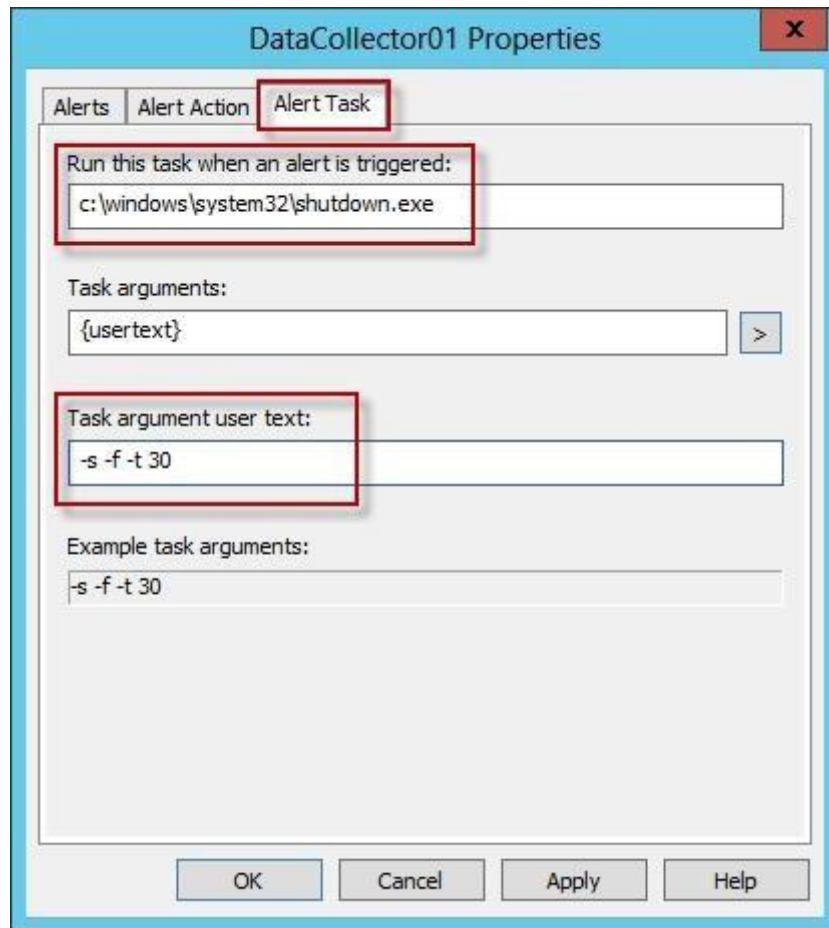 DataCollector01 Properties
x
Alerts
Alert Action
Alert Task
Run this task when an alert is triggered:
c:\windows\system32\shutdown.exe
Task arguments:
{usertext}
>
Task argument user text:
-s -f -t 30
Example task arguments:
-s -f -t 30
OK
Cancel
Apply
Help